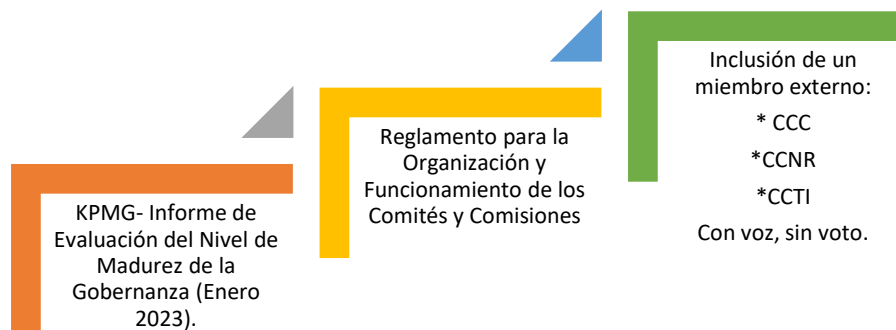 KPMG- Informe de
Evaluación del Nivel de
Madurez de la
Gobernanza (Enero
2023).
Reglamento para la
Organización y
Funcionamiento de los
Comités y Comisiones
Inclusión de un
miembro externo:
* CCC
*CCNR
*CCTI
Con voz, sin voto.